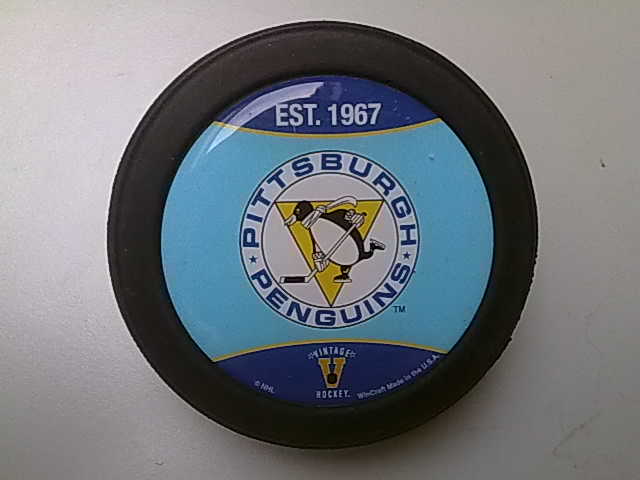 EST. 1967
PITTSBURGH
PENGUINS
TM
VINTAGE
V
HOCKEY.
© NHL
WinCraft Made in the U.S.A.